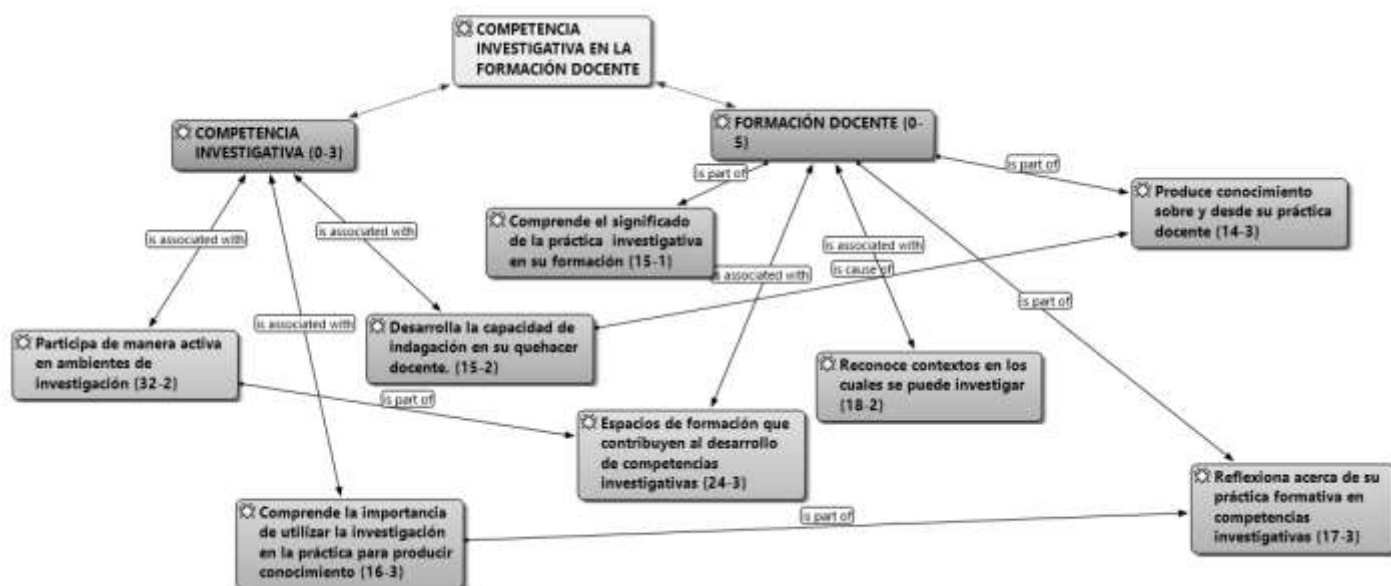 COMPETENCIA
INVESTIGATIVA EN LA
FORMACIÓN DOCENTE
COMPETENCIA
INVESTIGATIVA (0-3)
FORMACIÓN DOCENTE (0-
5)
is part of
is part of
Produce conocimiento
sobre y desde su práctica
docente (14-3)
Comprende el significado
de la práctica investigativa
en su formación (15-1)
is associated with
is associated with
is associated with
is associated with
is cause of
is part of
is associated with
Participa de manera activa
en ambientes de
investigación (32-2)
Desarrolla la capacidad de
indagación en su quehacer
docente. (15-2)
Reconoce contextos en los
cuales se puede investigar
(18-2)
is part of
Espacios de formación que
contribuyen al desarrollo
de competencias
investigativas (24-3)
Reflexiona acerca de su
práctica formativa en
competencias
investigativas (17-3)
Comprende la importancia
de utilizar la investigación
en la práctica para producir
conocimiento (16-3)
is part of